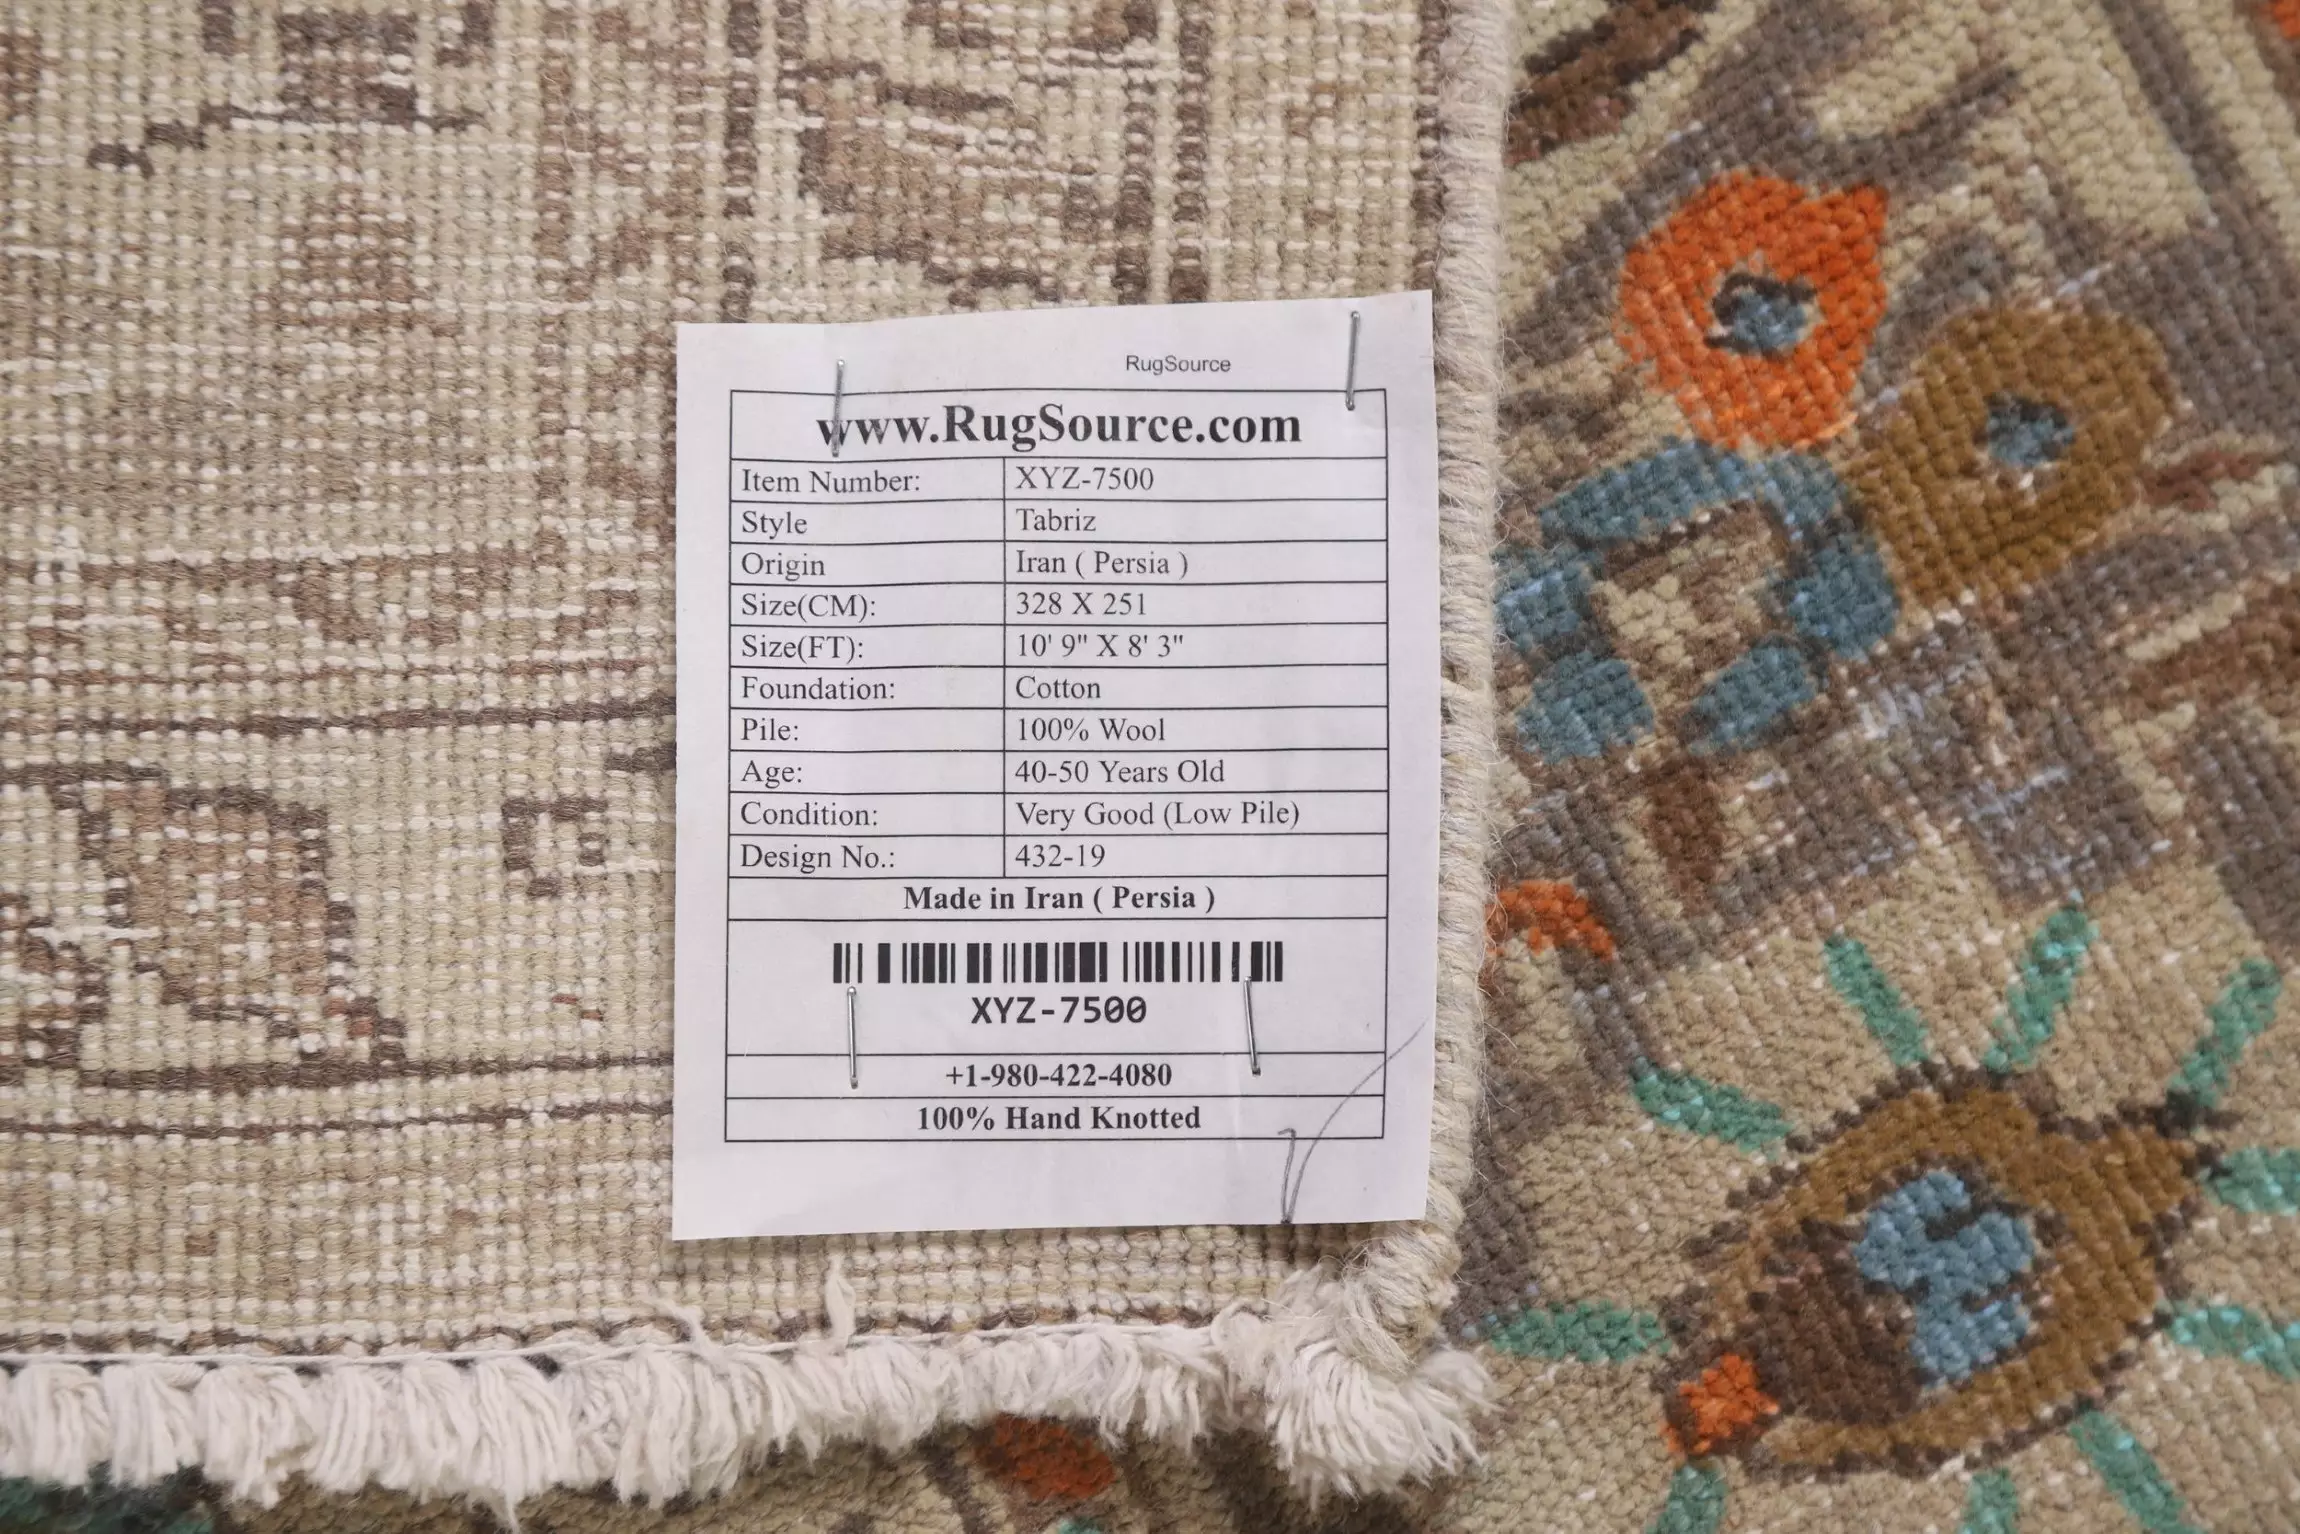 RugSource
www.RugSource.com
Item Number: XYZ-7500
Style Tabriz
Origin Iran ( Persia )
Size(CM): 328 X 251
Size(FT): 10' 9" X 8' 3"
Foundation: Cotton
Pile: 100% Wool
Age: 40-50 Years Old
Condition: Very Good (Low Pile)
Design No.: 432-19
Made in Iran ( Persia )
XYZ-7500
+1-980-422-4080
100% Hand Knotted